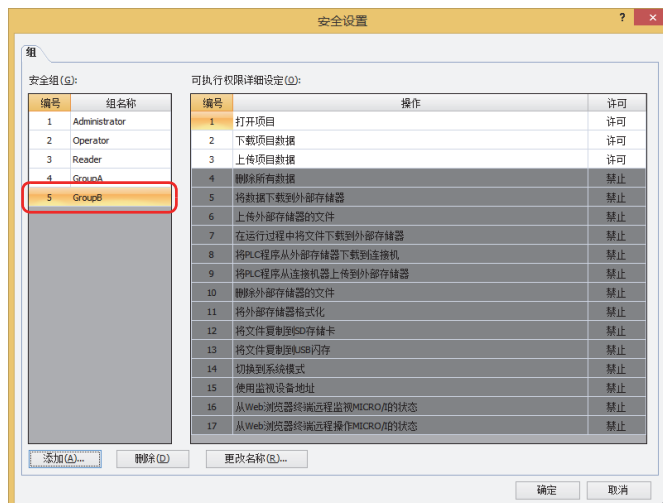 安全设置
? ×
组
安全组(G):
可执行权限详细设定(O):
编号 组名称
1 Administrator
2 Operator
3 Reader
4 GroupA
5 GroupB
编号 操作 许可
1 打开项目 许可
2 下载项目数据 许可
3 上传项目数据 许可
4 删除所有数据 禁止
5 将数据下载到外部存储器 禁止
6 上传外部存储器的文件 禁止
7 在运行过程中将文件下载到外部存储器 禁止
8 将PLC程序从外部存储器下载到连接机 禁止
9 将PLC程序从连接机器上传到外部存储器 禁止
10 删除外部存储器的文件 禁止
11 将外部存储器格式化 禁止
12 将文件复制到SD存储卡 禁止
13 将文件复制到USB闪存 禁止
14 切换到系统模式 禁止
15 使用监视设备地址 禁止
16 从Web浏览器终端远程监视MICRO/I的状态 禁止
17 从Web浏览器终端远程操作MICRO/I的状态 禁止
添加(A)... 删除(D) 更改名称(R)...
确定 取消